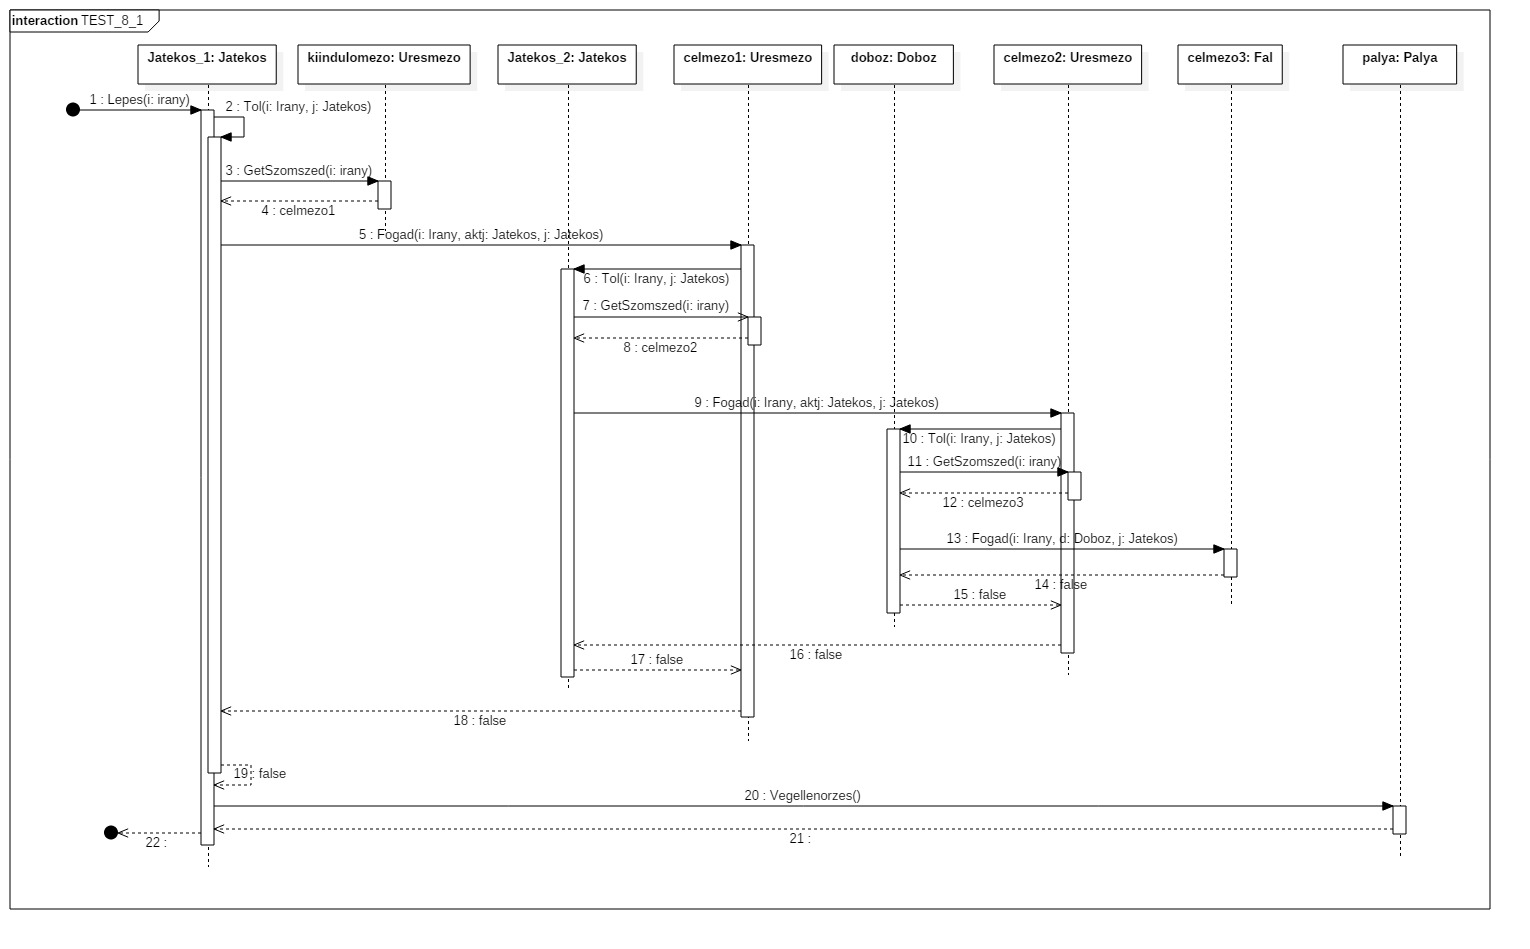 interaction TEST_8_1
Jatekos_1: Jatekos
kiindulomezo: Uresmezo
Jatekos_2: Jatekos
celmezo1: Uresmezo
doboz: Doboz
celmezo2: Uresmezo
celmezo3: Fal
palya: Palya
1 : Lepes(i: irany)
2 : Tol(i: Irany, j: Jatekos)
3 : GetSzomszed(i: irany)
4 : celmezo1
5 : Fogad(i: Irany, aktj: Jatekos, j: Jatekos)
6 : Tol(i: Irany, j: Jatekos)
7 : GetSzomszed(i: irany)
8 : celmezo2
9 : Fogad(i: Irany, aktj: Jatekos, j: Jatekos)
10 : Tol(i: Irany, j: Jatekos)
11 : GetSzomszed(i: irany)
12 : celmezo3
13 : Fogad(i: Irany, d: Doboz, j: Jatekos)
14 : false
15 : false
16 : false
17 : false
18 : false
19 : false
20 : Vegellenorzes()
21 :
22 :